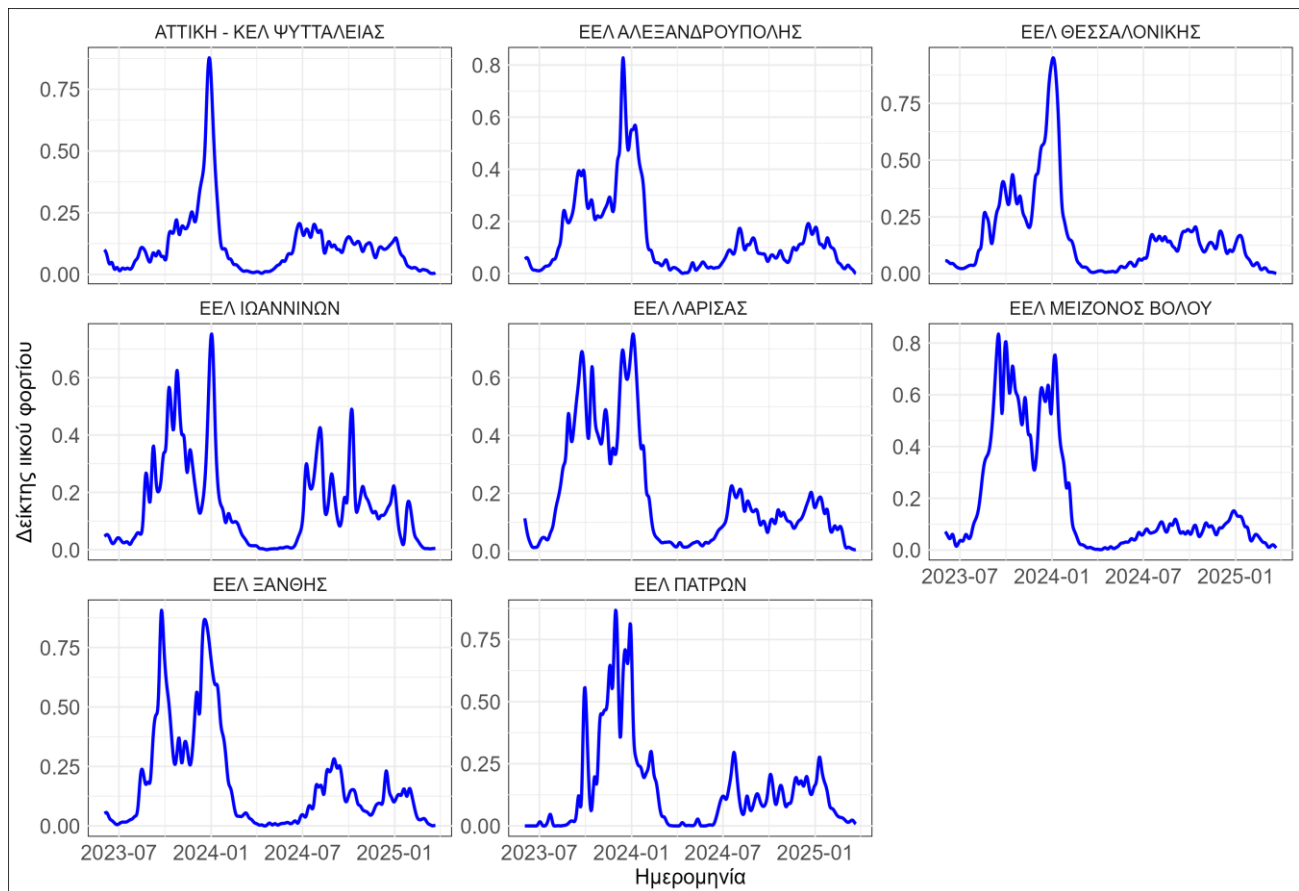 ΑΤΤΙΚΗ - ΚΕΛ ΨΥΤΤΑΛΕΙΑΣ
0.75
0.50
0.25
0.00
ΕΕΛ ΑΛΕΞΑΝΔΡΟΥΠΟΛΗΣ
0.8
0.6
0.4
0.2
0.0
ΕΕΛ ΘΕΣΣΑΛΟΝΙΚΗΣ
0.75
0.50
0.25
0.00
Δείκτης ιικού φορτίου
ΕΕΛ ΙΩΑΝΝΙΝΩΝ
0.6
0.4
0.2
0.0
ΕΕΛ ΛΑΡΙΣΑΣ
0.6
0.4
0.2
0.0
ΕΕΛ ΜΕΙΖΟΝΟΣ ΒΟΛΟΥ
0.8
0.6
0.4
0.2
0.0
2023-07 2024-01 2024-07 2025-01
ΕΕΛ ΞΑΝΘΗΣ
0.75
0.50
0.25
0.00
2023-07 2024-01 2024-07 2025-01
ΕΕΛ ΠΑΤΡΩΝ
0.75
0.50
0.25
0.00
2023-07 2024-01 2024-07 2025-01
Ημερομηνία